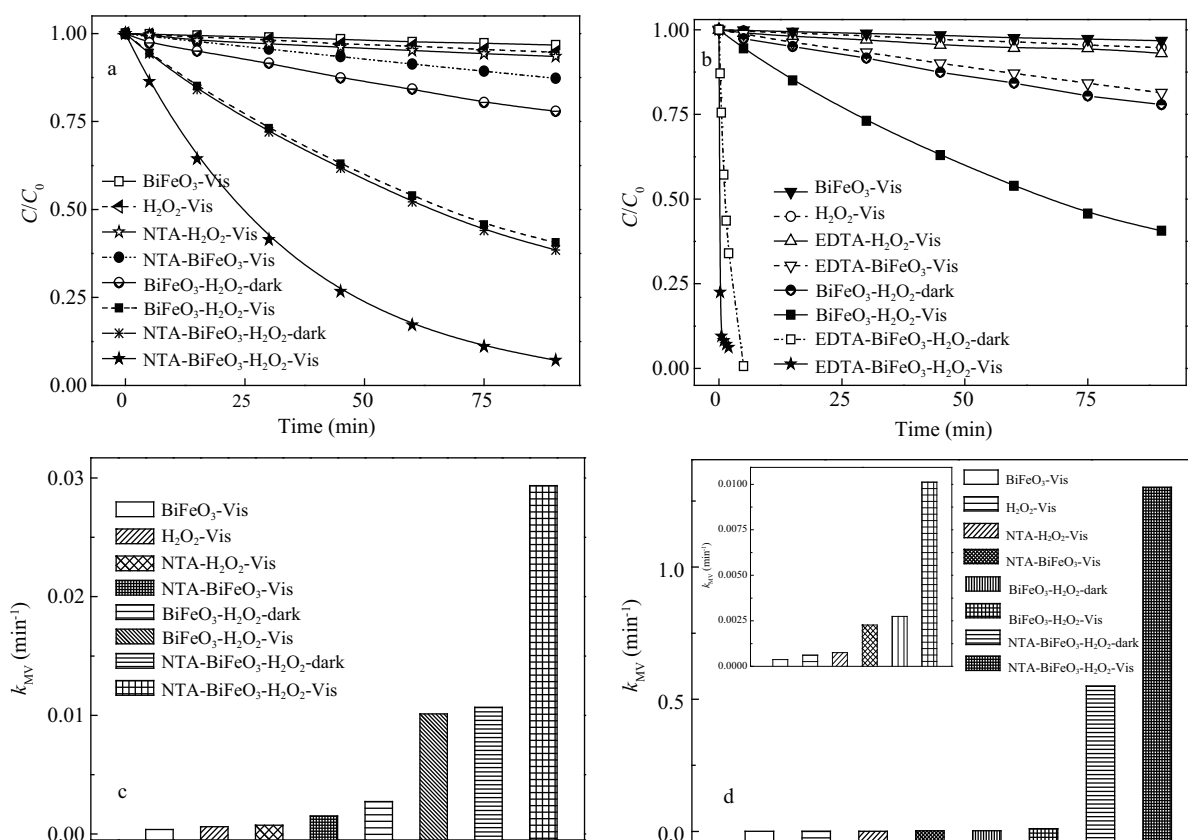 a
C/C₀
1.00
0.75
0.50
0.25
0.00
BiFeO₃-Vis
H₂O₂-Vis
NTA-H₂O₂-Vis
NTA-BiFeO₃-Vis
BiFeO₃-H₂O₂-dark
BiFeO₃-H₂O₂-Vis
NTA-BiFeO₃-H₂O₂-dark
NTA-BiFeO₃-H₂O₂-Vis
0 25 50 75
Time (min)
b
C/C₀
1.00
0.75
0.50
0.25
0.00
BiFeO₃-Vis
H₂O₂-Vis
EDTA-H₂O₂-Vis
EDTA-BiFeO₃-Vis
BiFeO₃-H₂O₂-dark
BiFeO₃-H₂O₂-Vis
EDTA-BiFeO₃-H₂O₂-dark
EDTA-BiFeO₃-H₂O₂-Vis
0 25 50 75
Time (min)
k_MV (min⁻¹)
0.03
0.02
0.01
0.00
BiFeO₃-Vis
H₂O₂-Vis
NTA-H₂O₂-Vis
NTA-BiFeO₃-Vis
BiFeO₃-H₂O₂-dark
BiFeO₃-H₂O₂-Vis
NTA-BiFeO₃-H₂O₂-dark
NTA-BiFeO₃-H₂O₂-Vis
c
k_MV (min⁻¹)
1.0
0.5
0.0
k_MV (min⁻¹)
0.0100
0.0075
0.0050
0.0025
0.0000
BiFeO₃-Vis
H₂O₂-Vis
NTA-H₂O₂-Vis
NTA-BiFeO₃-Vis
BiFeO₃-H₂O₂-dark
BiFeO₃-H₂O₂-Vis
NTA-BiFeO₃-H₂O₂-dark
NTA-BiFeO₃-H₂O₂-Vis
d